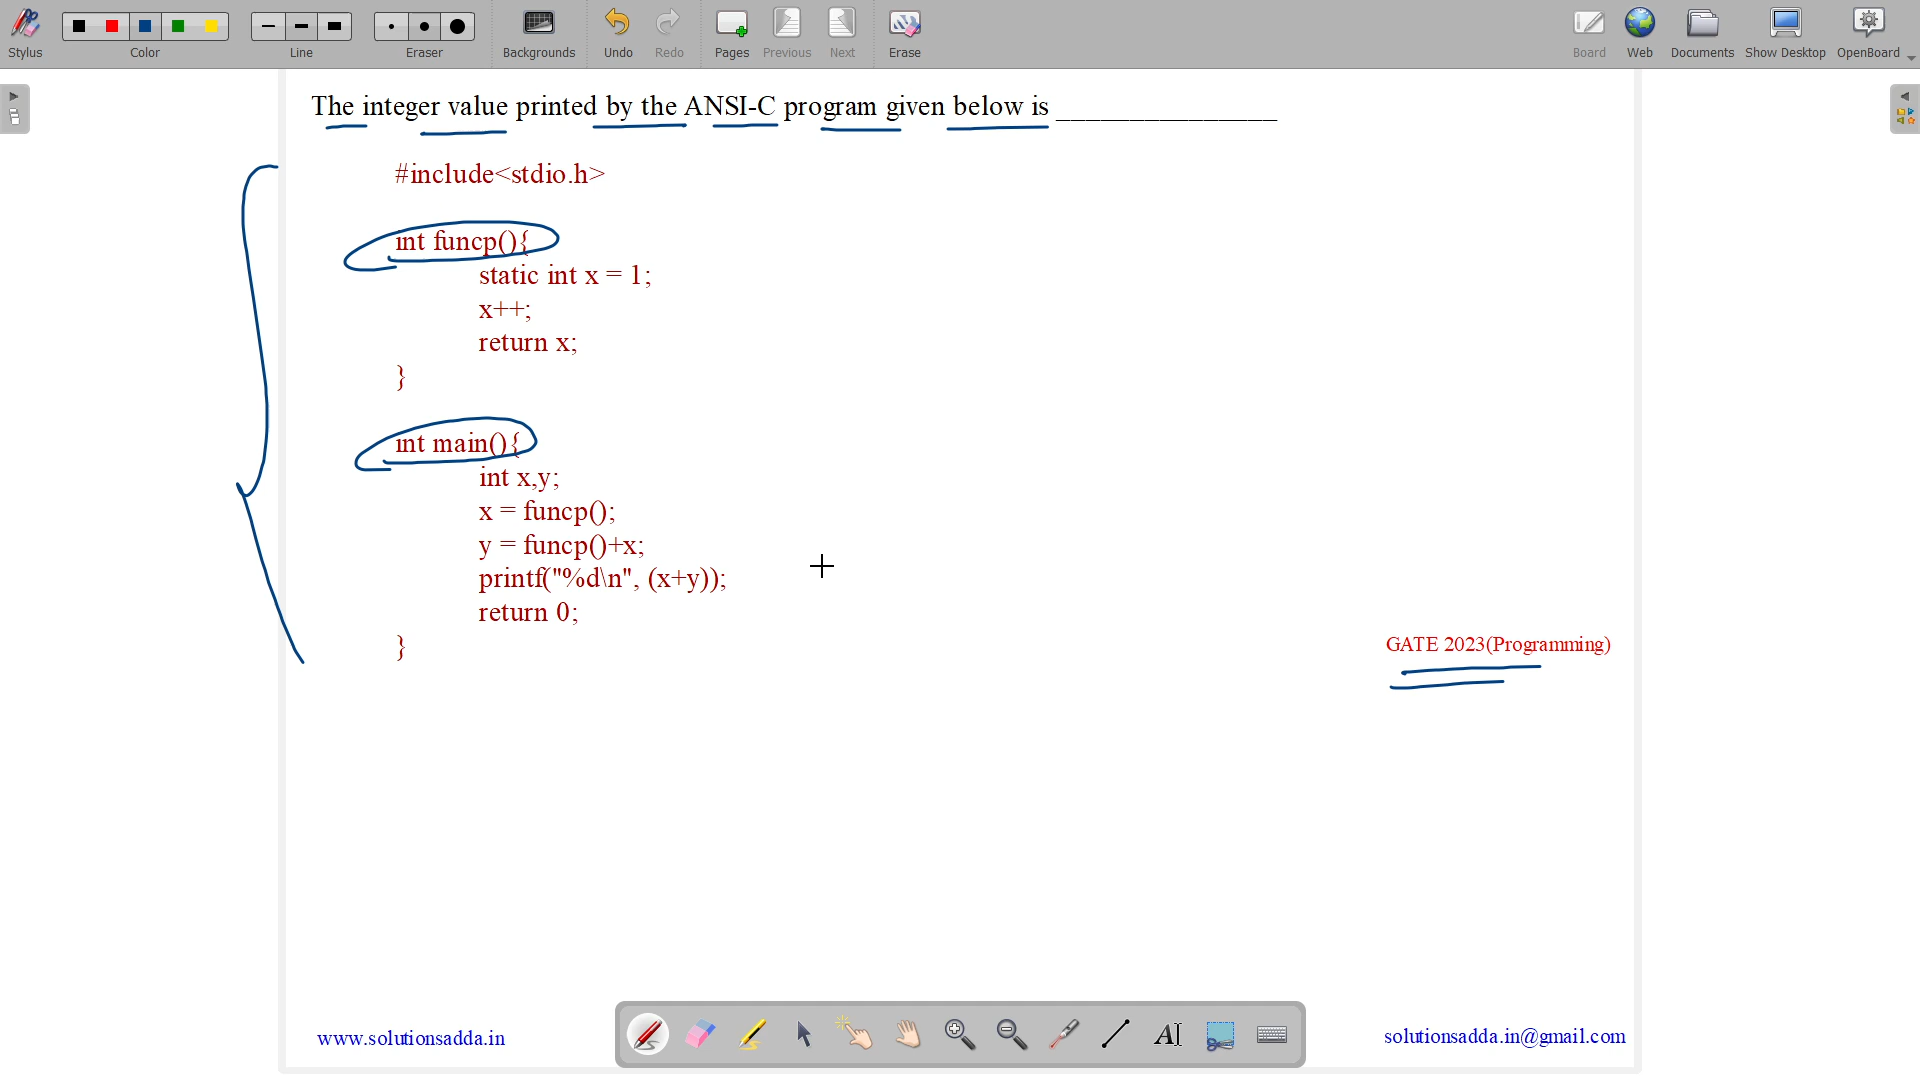 Stylus Color Line Eraser Backgrounds Undo Redo Pages Previous Next Erase Board Web Documents Show Desktop OpenBoard
The integer value printed by the ANSI-C program given below is _______________
#include<stdio.h>
int funcp(){
static int x = 1;
x++;
return x;
}
int main(){
int x,y;
x = funcp();
y = funcp()+x;
printf("%d\n", (x+y));
return 0;
}
GATE 2023(Programming)
www.solutionsadda.in
solutionsadda.in@gmail.com